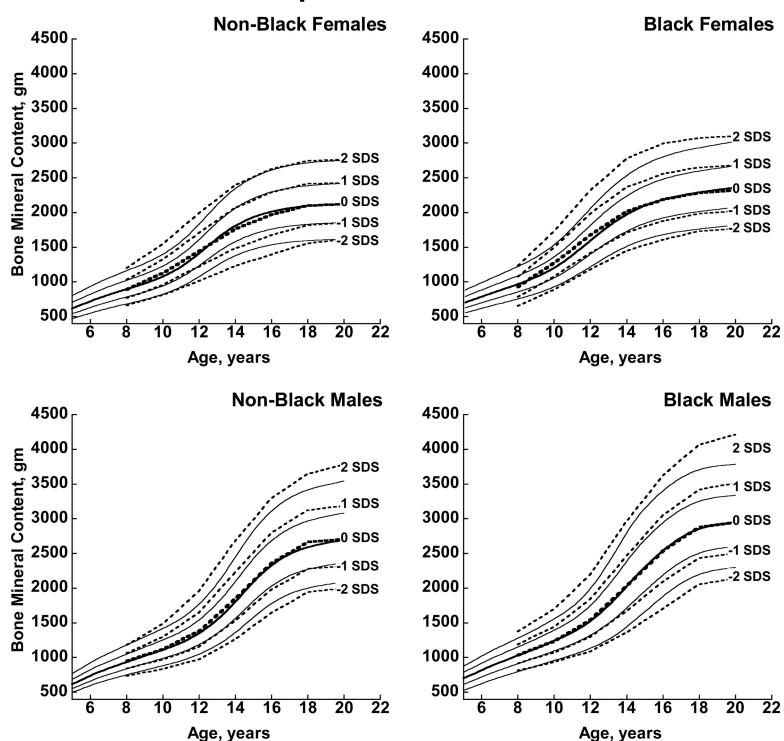 Non-Black Females
Bone Mineral Content, gm
4500
4000
3500
3000
2500
2000
1500
1000
500
2 SDS
1 SDS
0 SDS
-1 SDS
-2 SDS
6 8 10 12 14 16 18 20 22
Age, years
Black Females
4500
4000
3500
3000
2500
2000
1500
1000
500
2 SDS
1 SDS
0 SDS
-1 SDS
-2 SDS
6 8 10 12 14 16 18 20 22
Age, years
Non-Black Males
Bone Mineral Content, gm
4500
4000
3500
3000
2500
2000
1500
1000
500
2 SDS
1 SDS
0 SDS
-1 SDS
-2 SDS
6 8 10 12 14 16 18 20 22
Age, years
Black Males
4500
4000
3500
3000
2500
2000
1500
1000
500
2 SDS
1 SDS
0 SDS
-1 SDS
-2 SDS
6 8 10 12 14 16 18 20 22
Age, years